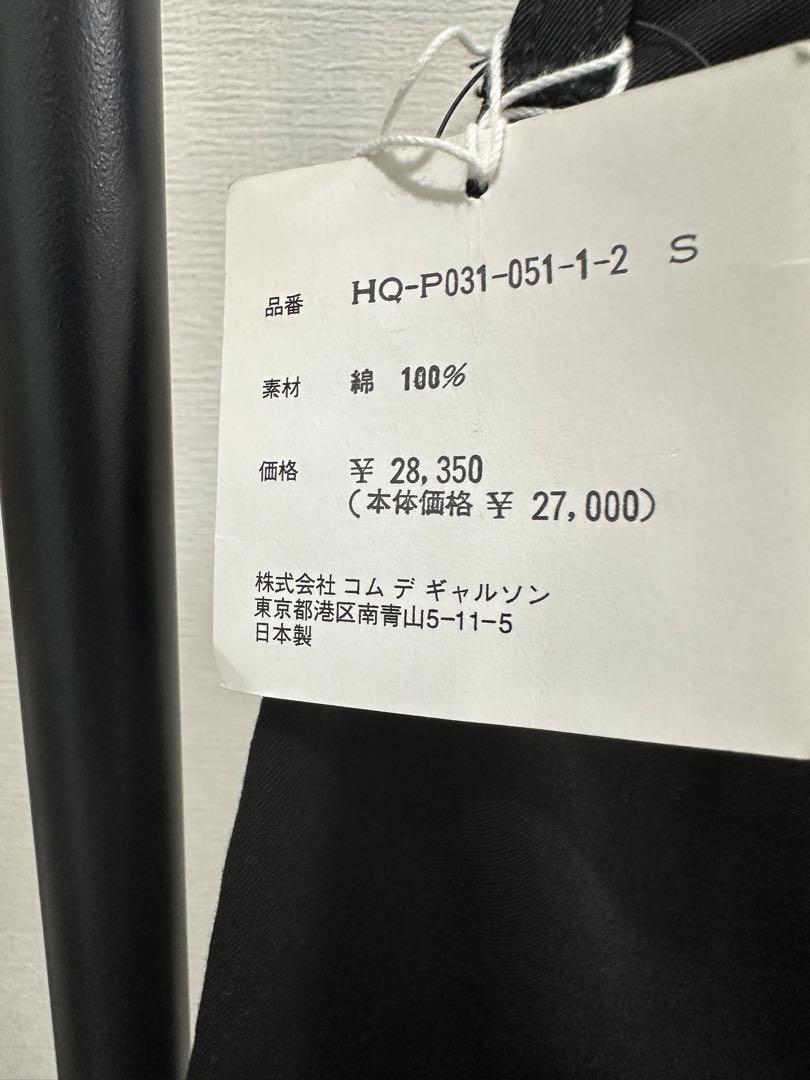 品番 HQ-P031-051-1-2 S
素材 綿 100%
価格 ¥ 28,350
(本体価格 ¥ 27,000)
株式会社 コム デ ギャルソン
東京都港区南青山5-11-5
日本製